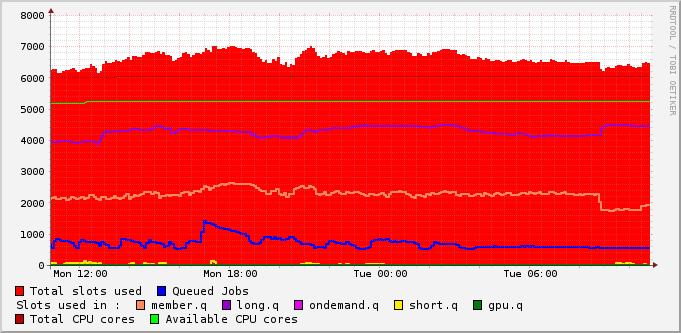 8000
7000
6000
5000
4000
3000
2000
1000
0
Mon 12:00 Mon 18:00 Tue 00:00 Tue 06:00
Total slots used Queued Jobs
Slots used in : member.q long.q ondemand.q short.q gpu.q
Total CPU cores Available CPU cores
RRDTOOL / TOBI OETIKER